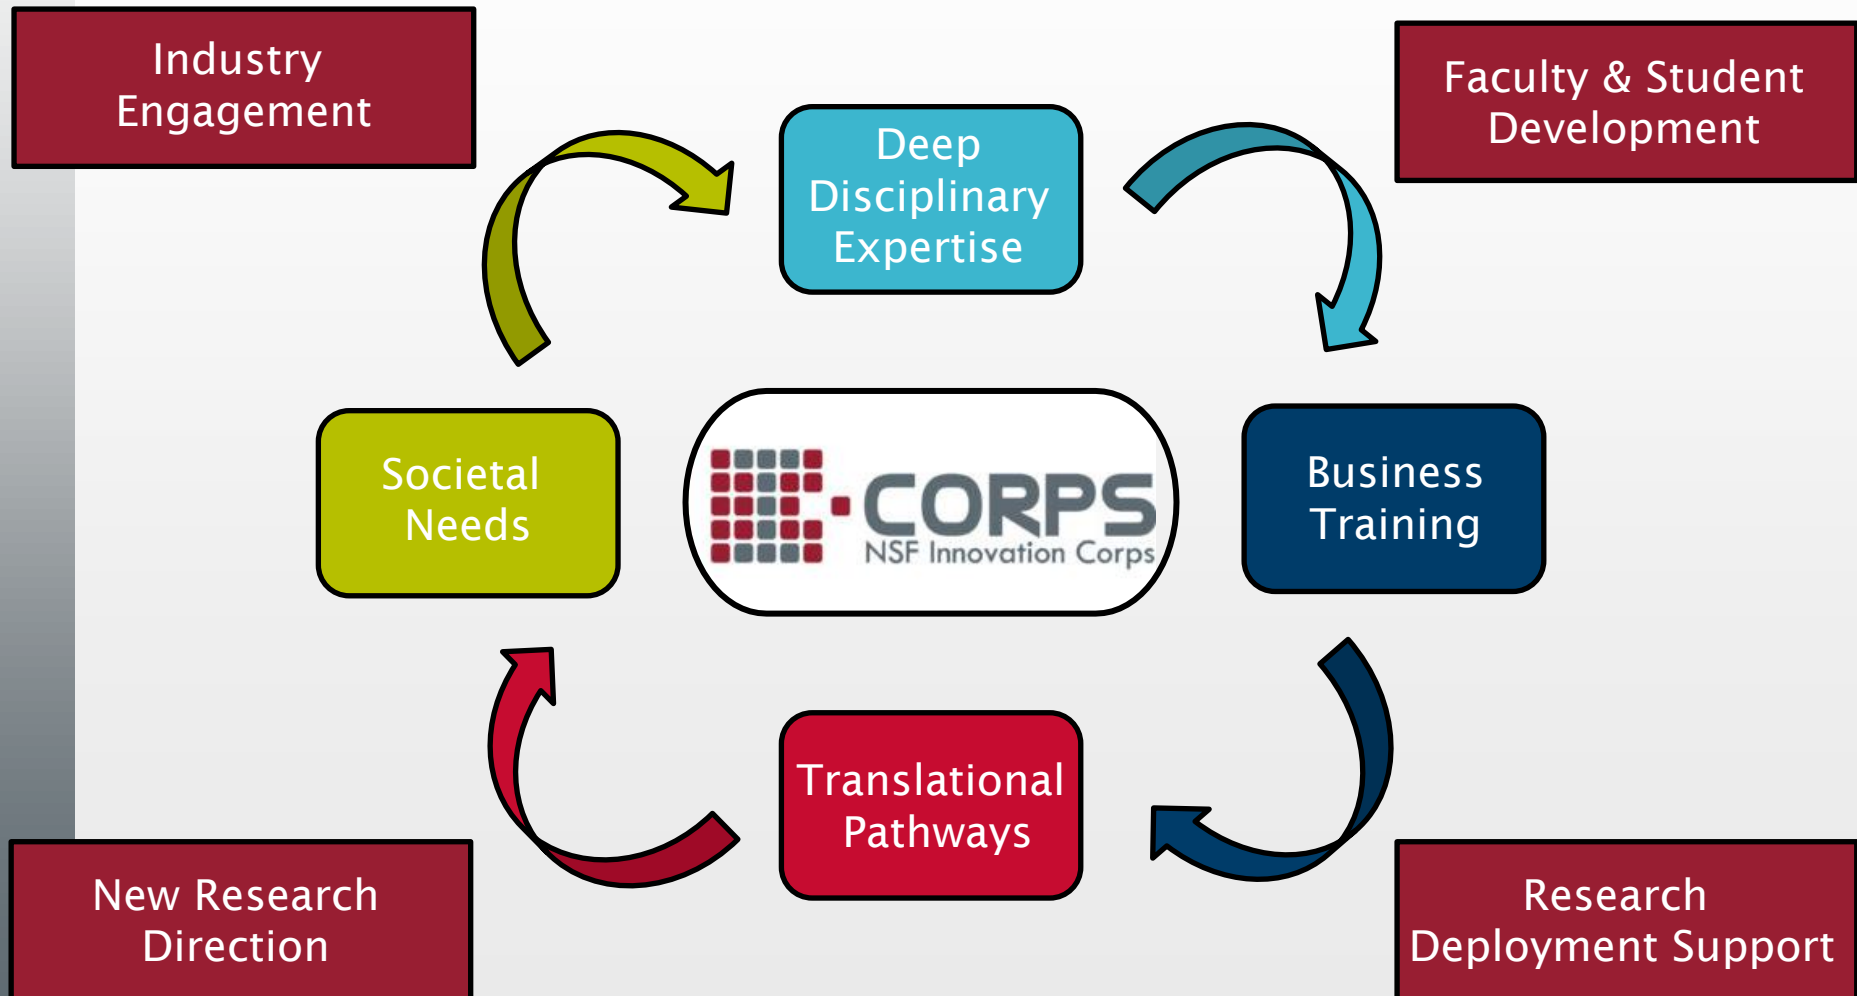 Industry
Engagement
Faculty & Student
Development
Deep
Disciplinary
Expertise
Societal
Needs
CORPS
NSF Innovation Corps
Business
Training
Translational
Pathways
New Research
Direction
Research
Deployment Support